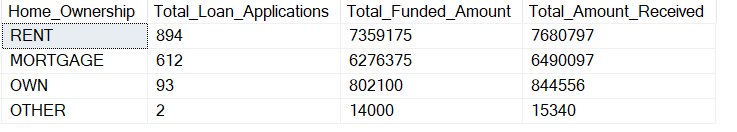 Home_Ownership Total_Loan_Applications Total_Funded_Amount Total_Amount_Received
RENT 894 7359175 7680797
MORTGAGE 612 6276375 6490097
OWN 93 802100 844556
OTHER 2 14000 15340